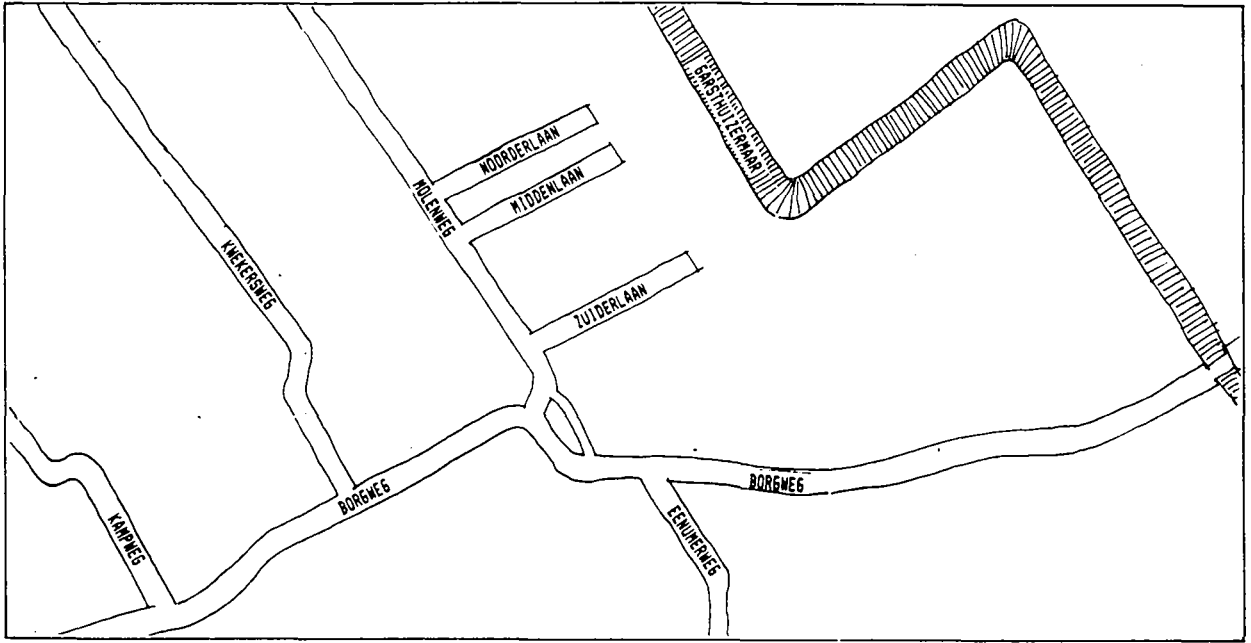 GARSTHUIZERMAAR
NOORDERLAAN
MIDDENLAAN
MOLENWEG
KWEKERSWEG
ZUIDERLAAN
BORGWEG
BORGWEG
KAMPWEG
EENUMERWEG